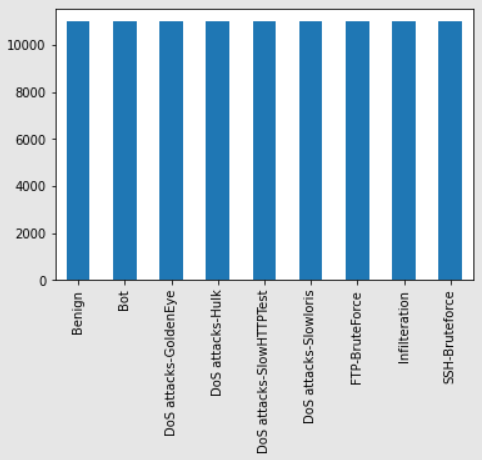 10000
8000
6000
4000
2000
0
Benign
Bot
DoS attacks-GoldenEye
DoS attacks-Hulk
DoS attacks-SlowHTTPTest
DoS attacks-Slowloris
FTP-BruteForce
Infilteration
SSH-Bruteforce